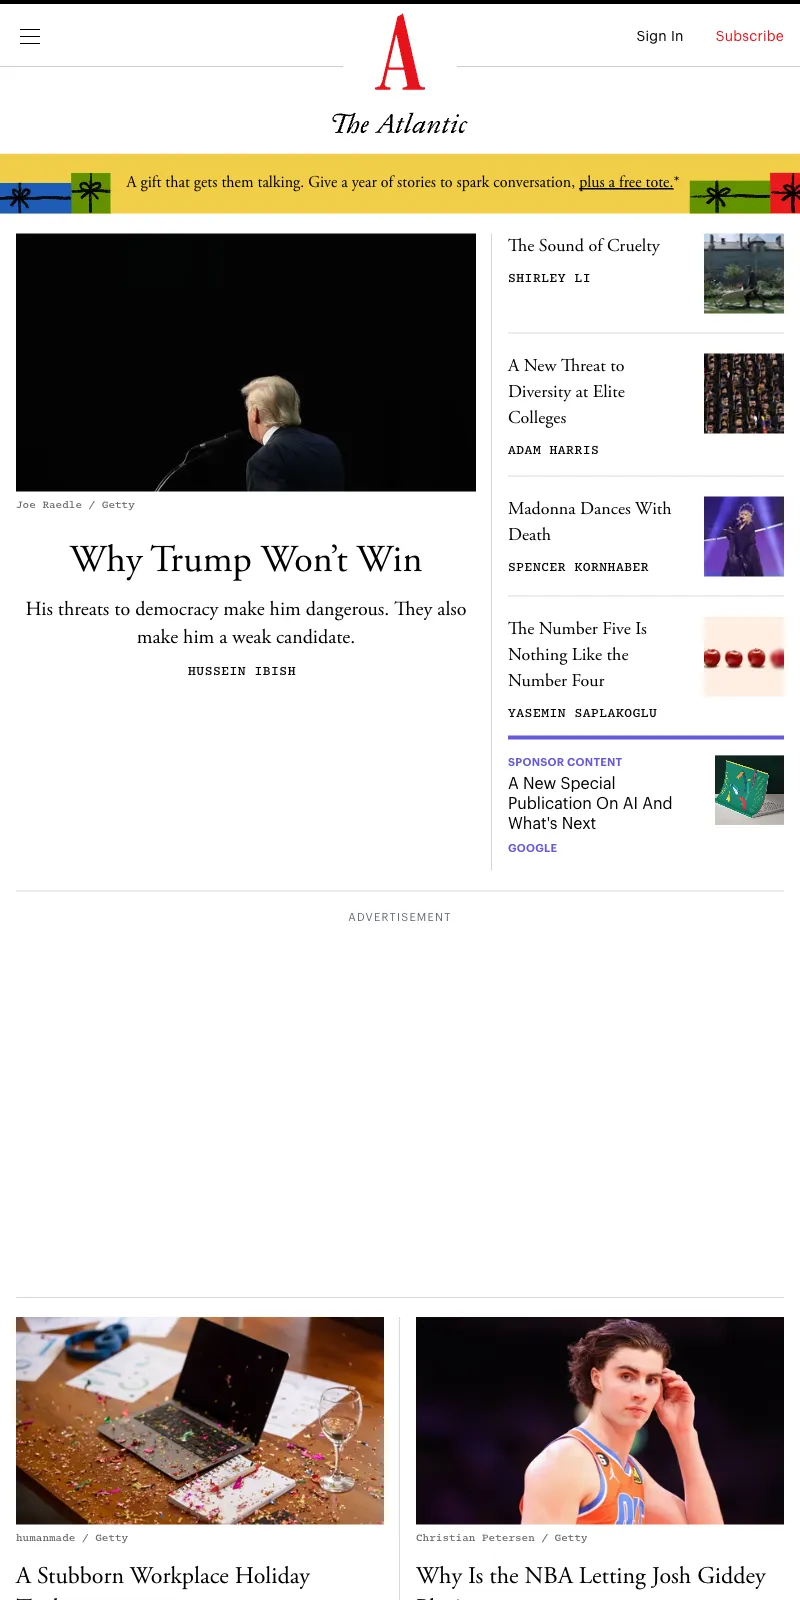 Sign In
Subscribe
A
The Atlantic
A gift that gets them talking. Give a year of stories to spark conversation, plus a free tote.*
Joe Raedle / Getty
Why Trump Won’t Win
His threats to democracy make him dangerous. They also
make him a weak candidate.
HUSSEIN IBISH
The Sound of Cruelty
SHIRLEY LI
A New Threat to
Diversity at Elite
Colleges
ADAM HARRIS
Madonna Dances With
Death
SPENCER KORNHABER
The Number Five Is
Nothing Like the
Number Four
YASEMIN SAPLAKOGLU
SPONSOR CONTENT
A New Special
Publication On AI And
What's Next
GOOGLE
ADVERTISEMENT
humanmade / Getty
A Stubborn Workplace Holiday
Christian Petersen / Getty
Why Is the NBA Letting Josh Giddey